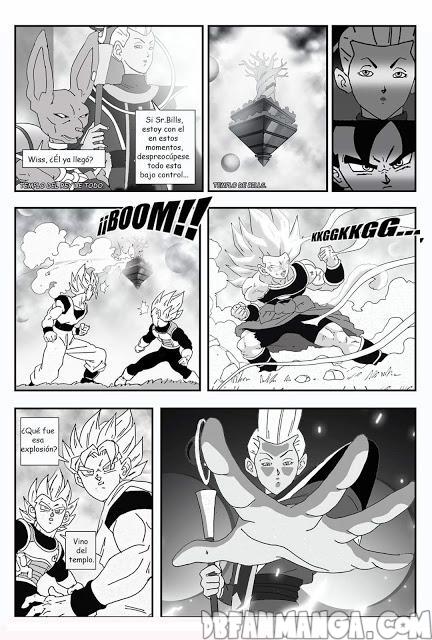 Wiss, ¿Él ya llegó?
Si Sr.Bills,
estoy con el
en estos
momentos,
despreocúpese
todo esta
bajo control...
TEMPLO DEL REY DE TODO.
TEMPLO DE BILLS.
¡¡BOOM!!
KKGGKKGG...,
¿Qué fue
esa
explosión?
Vino
del
templo.
DBFANMANGA.COM